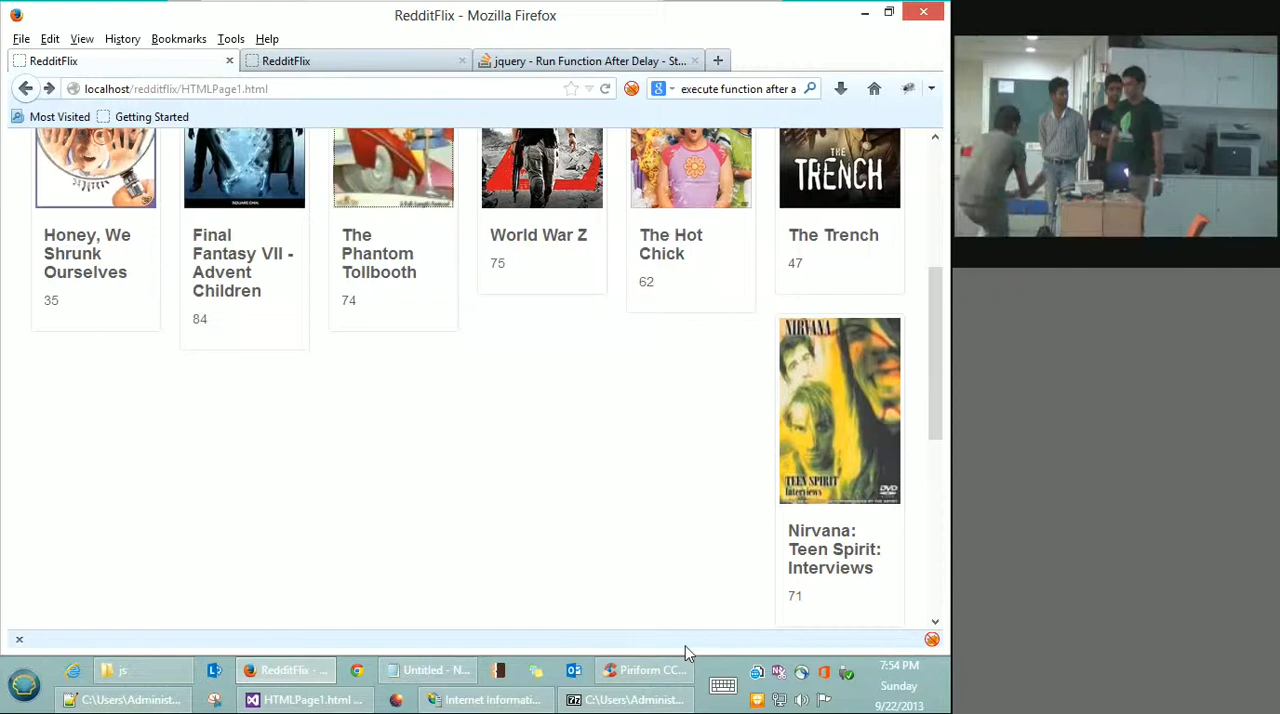 RedditFlix - Mozilla Firefox
File Edit View History Bookmarks Tools Help
RedditFlix
RedditFlix
jquery - Run Function After Delay - St...
localhost/redditflix/HTMLPage1.html
execute function after a
Most Visited
Getting Started
SQUARE ENIX
THE TRENCH
Honey, We Shrunk Ourselves
35
Final Fantasy VII - Advent Children
84
The Phantom Tollbooth
74
World War Z
75
The Hot Chick
62
The Trench
47
NIRVANA
TEEN SPIRIT
Interviews
DVD
Nirvana: Teen Spirit: Interviews
71
js
RedditFlix - ...
Untitled - N...
Piriform CC...
7:54 PM
C:\Users\Administ...
HTMLPage1.html ...
Internet Informati...
C:\Users\Administ...
Sunday
9/22/2013